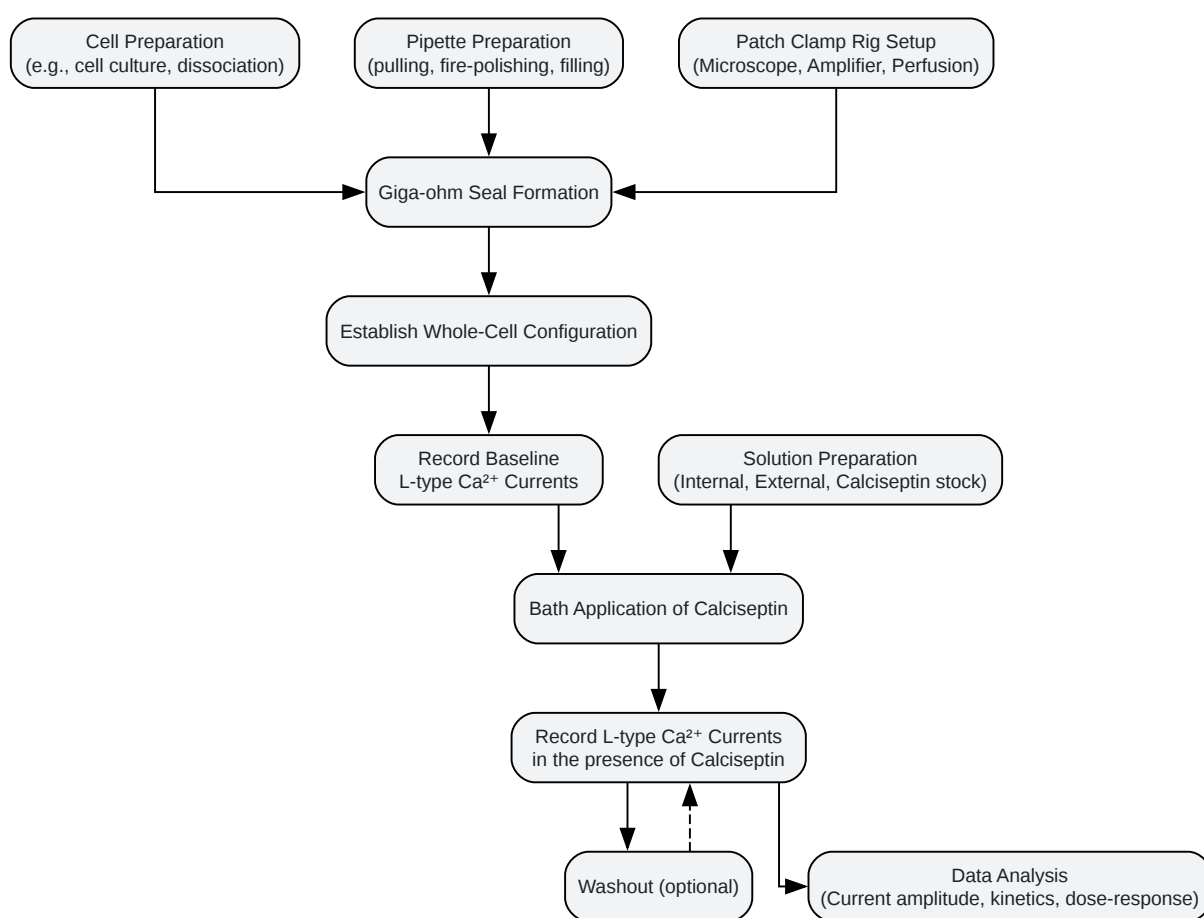 Cell Preparation
(e.g., cell culture, dissociation)
Pipette Preparation
(pulling, fire-polishing, filling)
Patch Clamp Rig Setup
(Microscope, Amplifier, Perfusion)
Giga-ohm Seal Formation
Establish Whole-Cell Configuration
Record Baseline
L-type Ca²⁺ Currents
Solution Preparation
(Internal, External, Calciseptin stock)
Bath Application of Calciseptin
Record L-type Ca²⁺ Currents
in the presence of Calciseptin
Washout (optional)
Data Analysis
(Current amplitude, kinetics, dose-response)